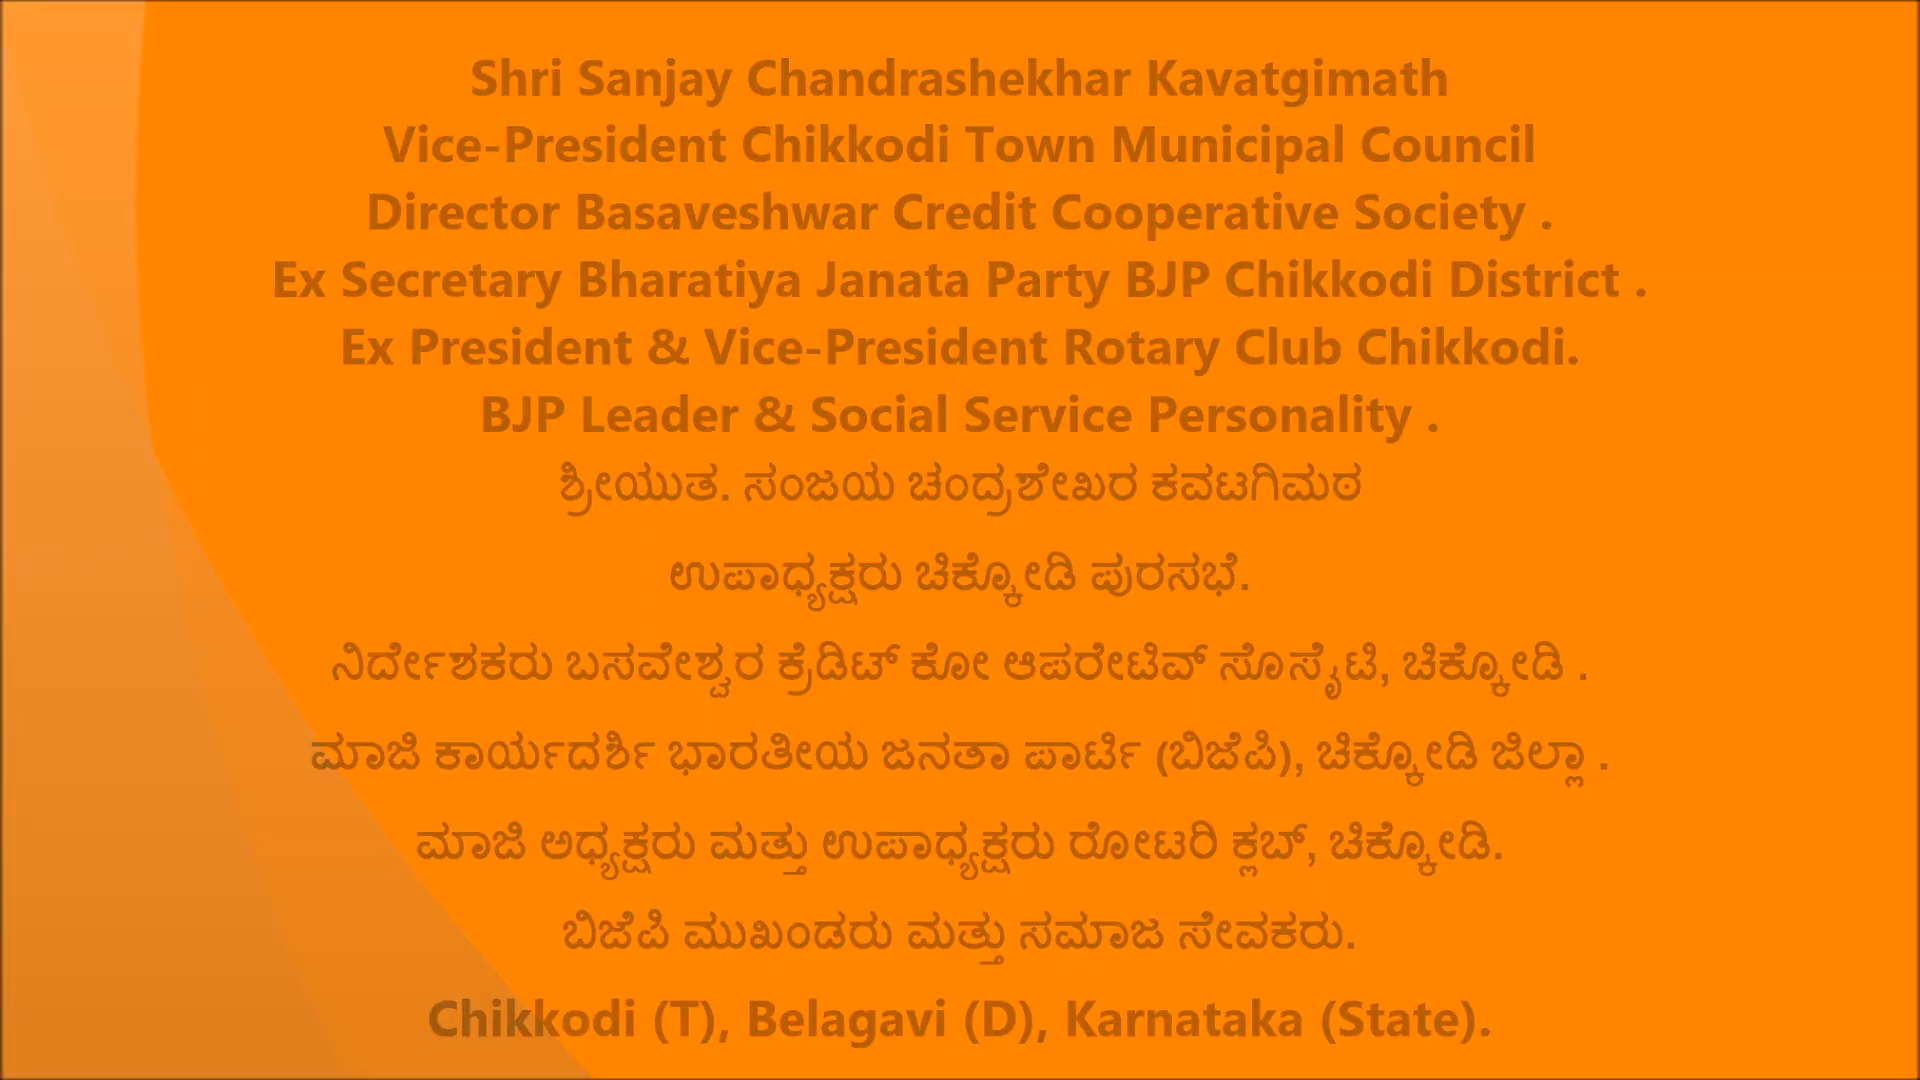 Shri Sanjay Chandrashekhar Kavatgimath
Vice-President Chikkodi Town Municipal Council
Director Basaveshwar Credit Cooperative Society .
Ex Secretary Bharatiya Janata Party BJP Chikkodi District .
Ex President & Vice-President Rotary Club Chikkodi.
BJP Leader & Social Service Personality .
ಶ್ರೀಯುತ. ಸಂಜಯ ಚಂದ್ರಶೇಖರ ಕವಟಗಿಮಠ
ಉಪಾಧ್ಯಕ್ಷರು ಚಿಕ್ಕೋಡಿ ಪುರಸಭೆ.
ನಿರ್ದೇಶಕರು ಬಸವೇಶ್ವರ ಕ್ರೆಡಿಟ್ ಕೋ ಆಪರೇಟಿವ್ ಸೊಸೈಟಿ, ಚಿಕ್ಕೋಡಿ .
ಮಾಜಿ ಕಾರ್ಯದರ್ಶಿ ಭಾರತೀಯ ಜನತಾ ಪಾರ್ಟಿ (ಬಿಜೆಪಿ), ಚಿಕ್ಕೋಡಿ ಜಿಲ್ಲಾ .
ಮಾಜಿ ಅಧ್ಯಕ್ಷರು ಮತ್ತು ಉಪಾಧ್ಯಕ್ಷರು ರೋಟರಿ ಕ್ಲಬ್, ಚಿಕ್ಕೋಡಿ.
ಬಿಜೆಪಿ ಮುಖಂಡರು ಮತ್ತು ಸಮಾಜ ಸೇವಕರು.
Chikkodi (T), Belagavi (D), Karnataka (State).